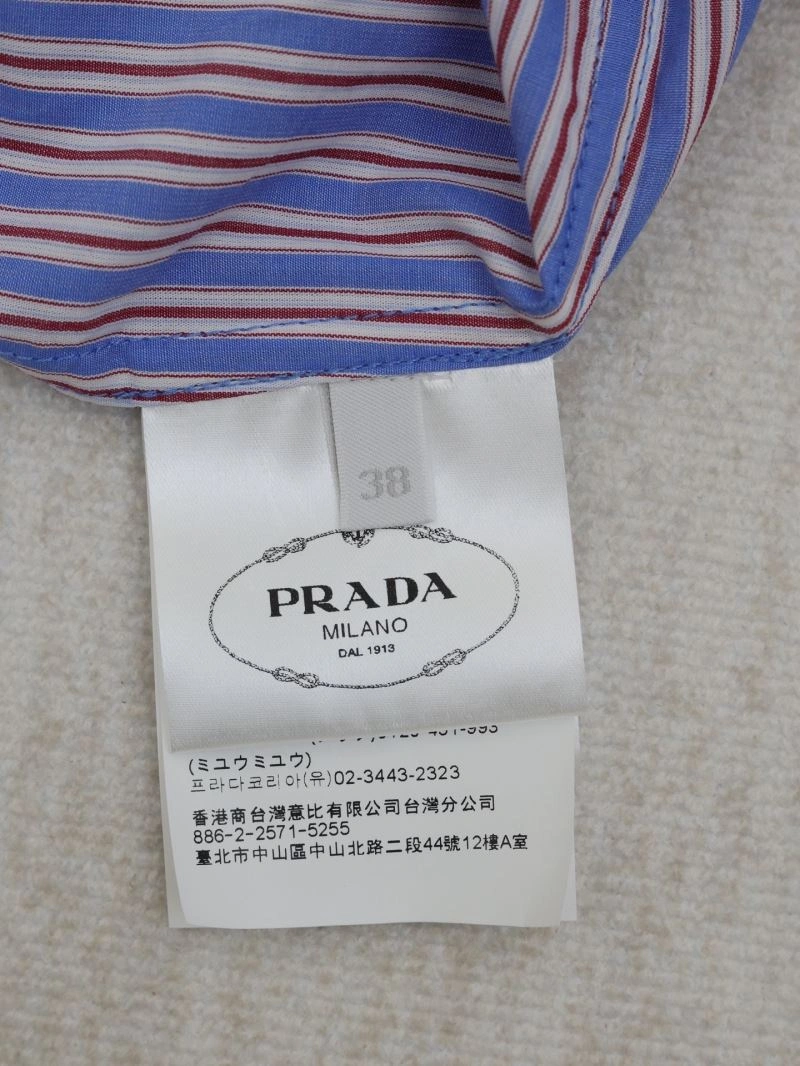 38
PRADA
MILANO
DAL 1913
(ミユウミユウ)
프라다코리아(유)02-3443-2323
香港商台灣意比有限公司台灣分公司
886-2-2571-5255
臺北市中山區中山北路二段44號12樓A室